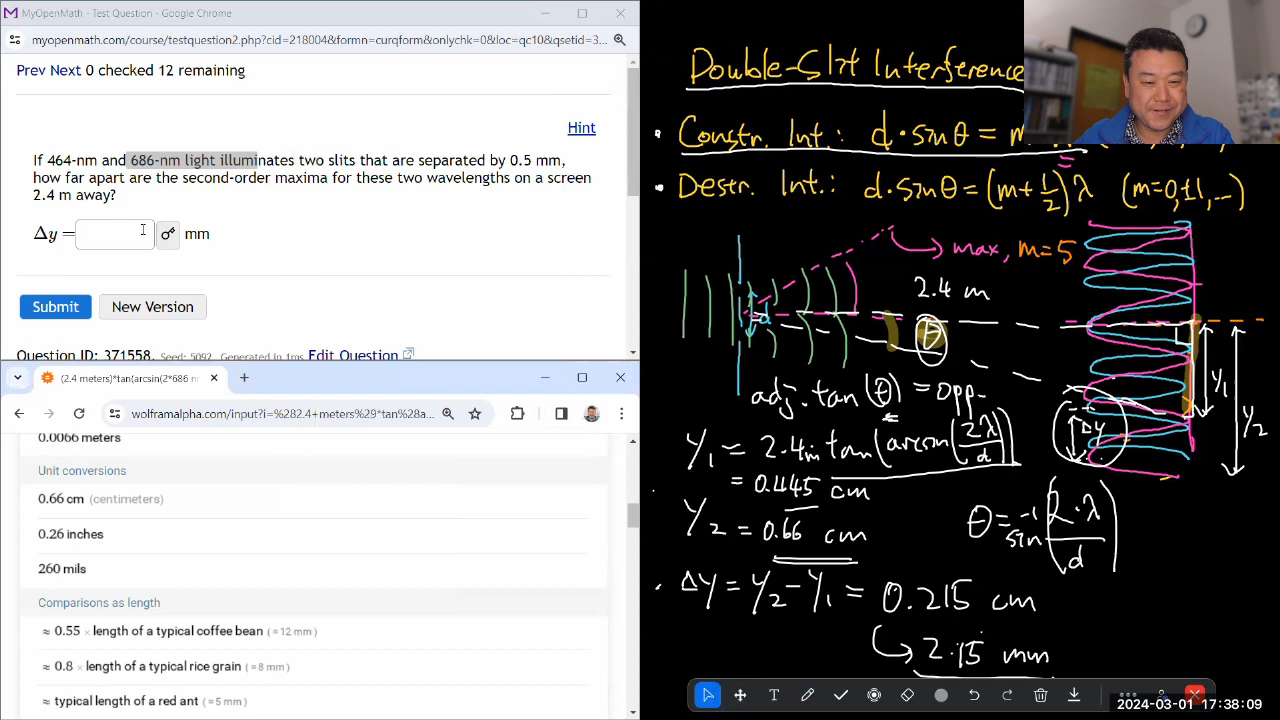 MyOpenMath - Test Question - Google Chrome
myopenmath.com/course/testquestion2.php?cid=218004&formn=curqform&onlychk=0&loc=qc10&qsetid=3...
Prev Next 0 checked 12 remaining
Hint
If 464-nm and 686-nm light illuminates two slits that are separated by 0.5 mm,
how far apart are the second-order maxima for these two wavelengths on a screen
2.4 m away?
Δy = mm
Submit New Version
Question ID: 371558. Seed: 5092. Generated in 1ms Edit Question
(2.4 meters)*tan(arcsin(2*686 n
wolframalpha.com/input?i=%282.4+meters%29*tan%28...
0.0066 meters
Unit conversions
0.66 cm (centimeters)
0.26 inches
260 mils
Comparisons as length
≈ 0.55 × length of a typical coffee bean (≈ 12 mm)
≈ 0.8 × length of a typical rice grain (≈ 8 mm)
≈ typical length of a red ant (≈ 5 mm)
Double-Slit Interference
• Constr. Int.: d·sinθ = m
• Destr. Int.: d·sinθ = (m+1/2)λ (m=0,±1,...)
max, m=5
2.4 m
d
θ
adj. tan(θ) = opp.
y1 = 2.4m tan(arcsin(2λ/d))
= 0.445 cm
y2 = 0.66 cm
Δy
y1
y2
θ = sin⁻¹(2·λ/d)
• Δy = y2 - y1 = 0.215 cm
2.15 mm
2024-03-01 17:38:09